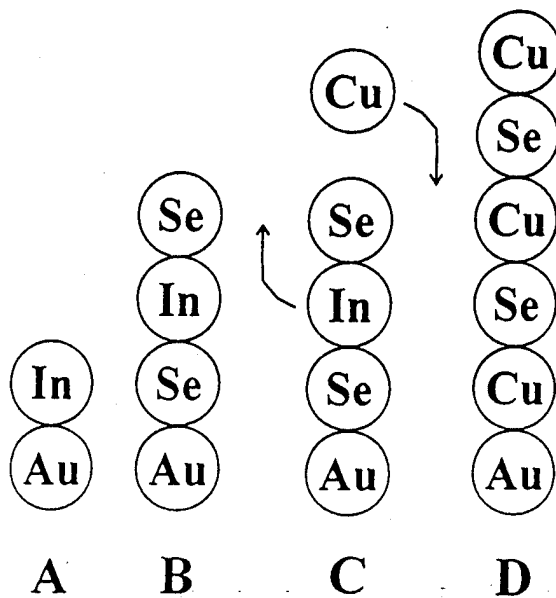 Cu
Cu
Se
Se Se Cu
In In Se
In Se Se Cu
Au Au Au Au
A B C D